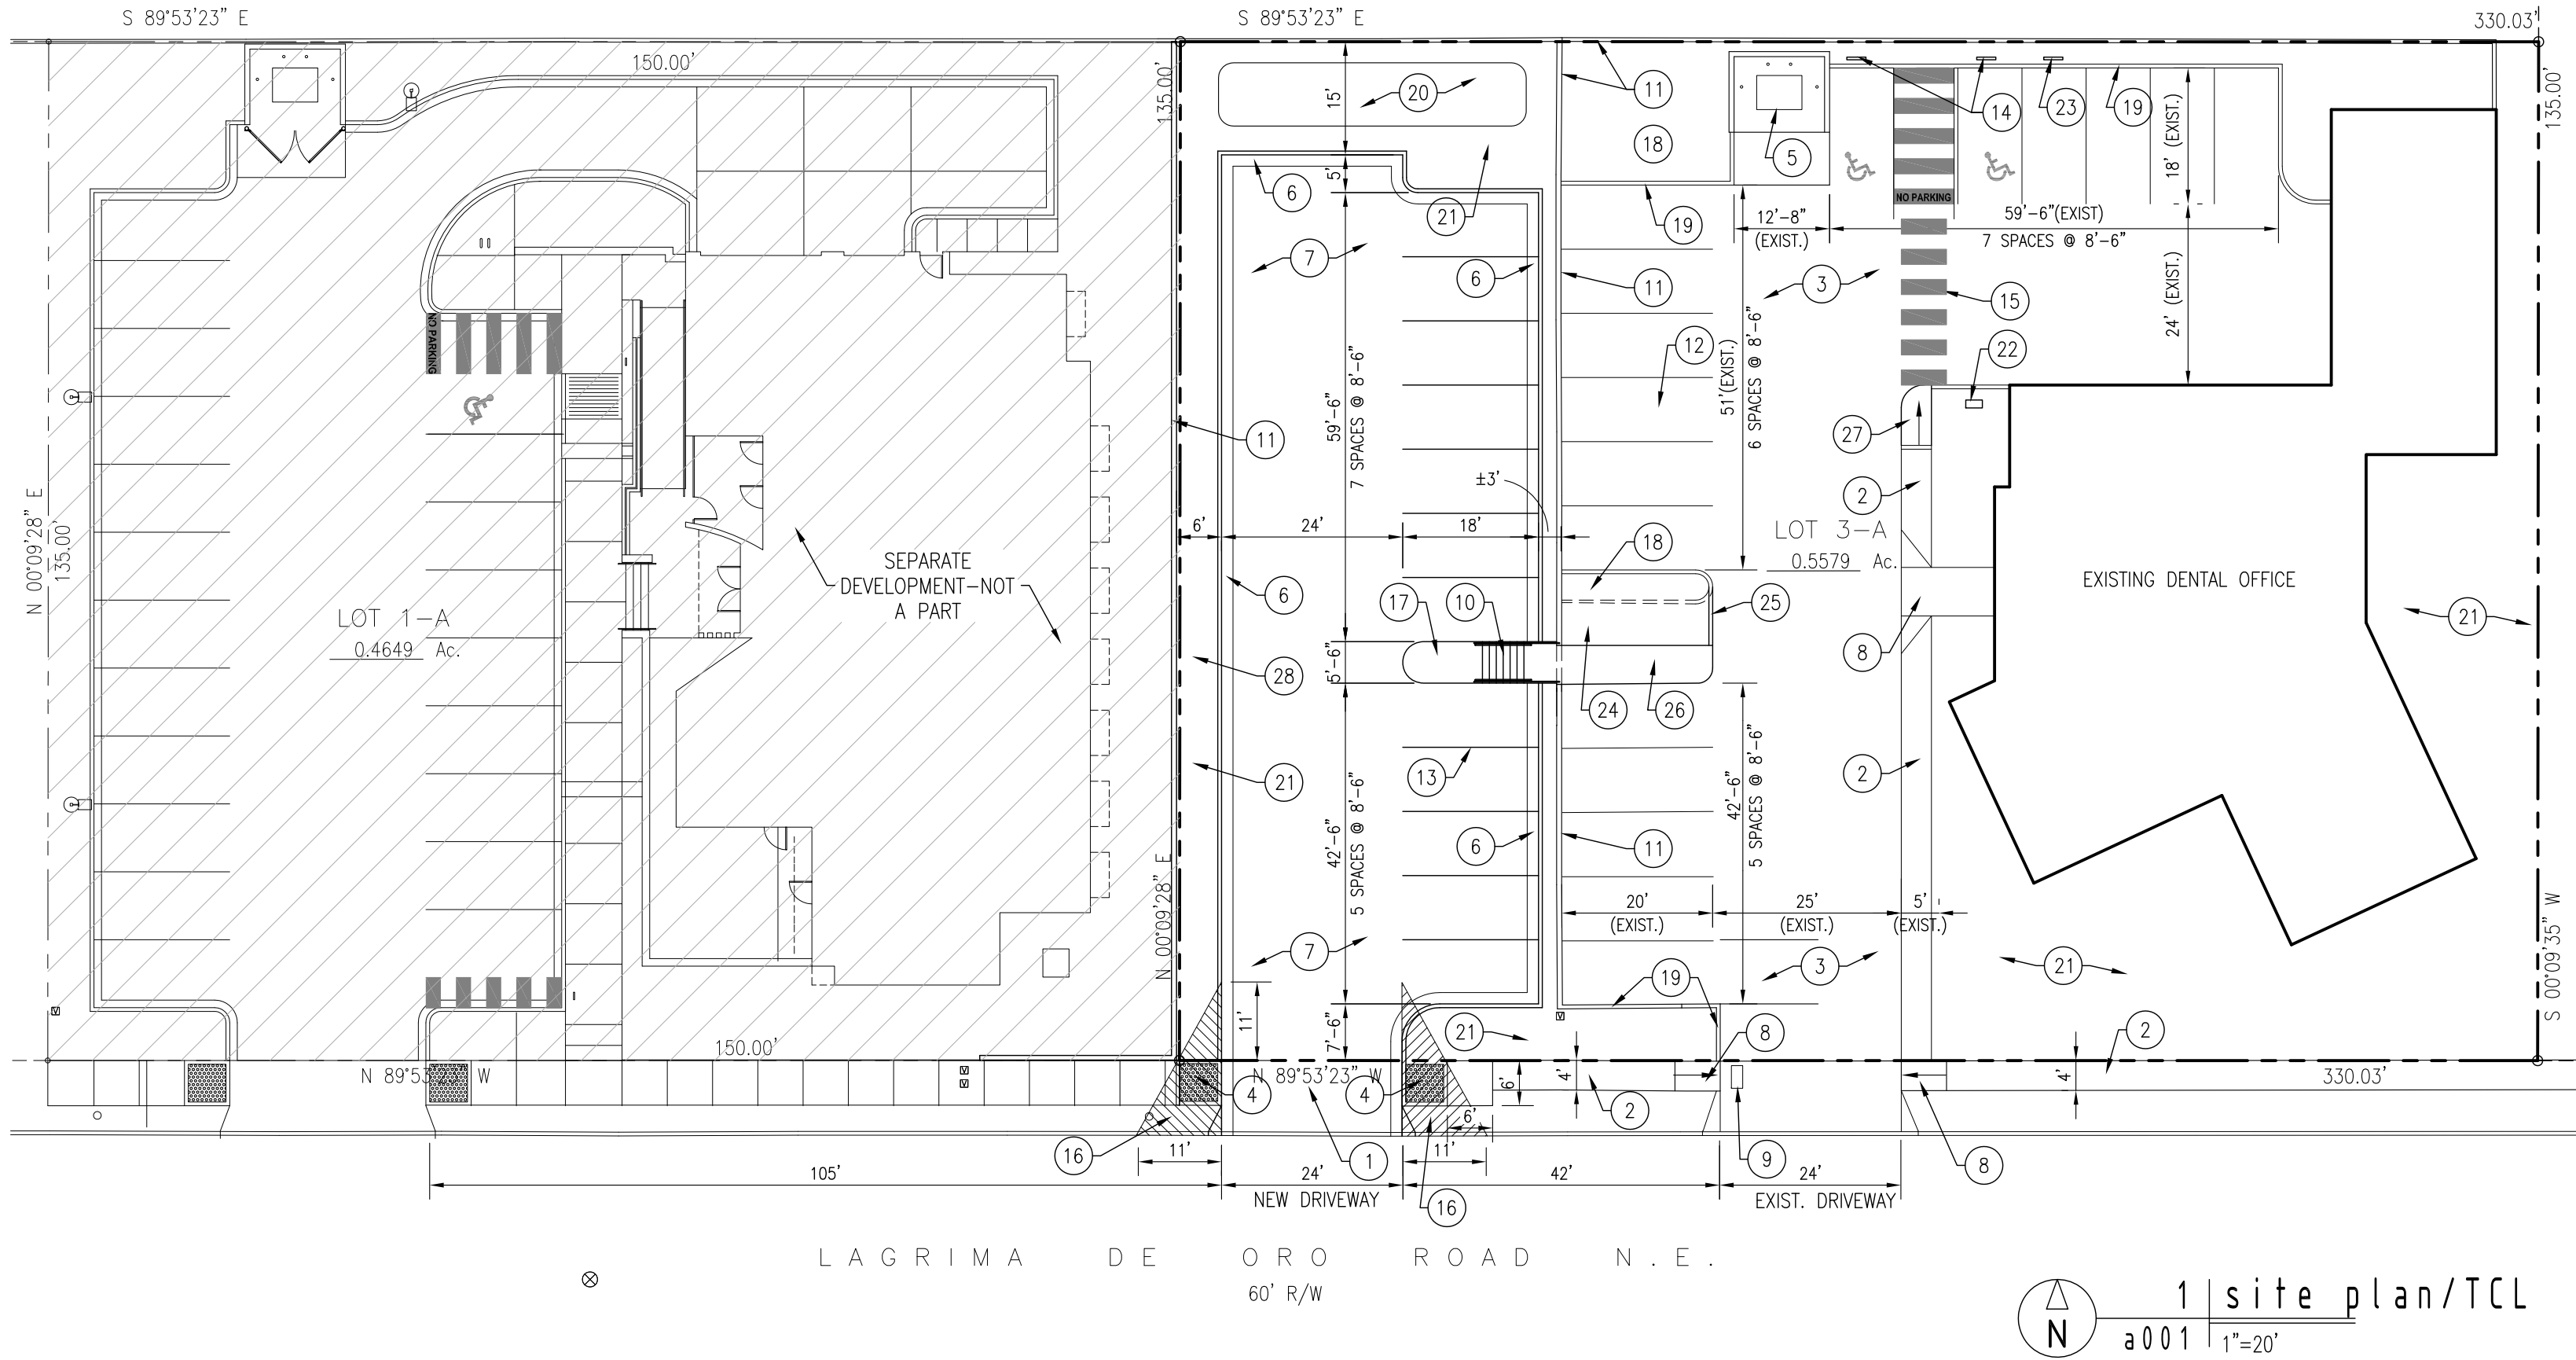 S 89°53'23" E
S 89°53'23" E
330.03'
150.00'
135.00'
15'
20
11
18
5
14
23
19
18' (EXIST.)
135.00'
5'
6
21
19
12'-8"
(EXIST.)
NO PARKING
59'-6"(EXIST)
7 SPACES @ 8'-6"
7
6
11
3
15
24' (EXIST.)
NO PARKING
12
22
51'(EXIST.)
6 SPACES @ 8'-6"
59'-6"
7 SPACES @ 8'-6"
11
27
±3'
2
N 00°09'28" E
135.00'
6'
24'
18'
18
LOT 3-A
0.5579 Ac.
SEPARATE
DEVELOPMENT-NOT
A PART
EXISTING DENTAL OFFICE
LOT 1-A
0.4649 Ac.
6
17
10
25
21
8
28
5'-6"
24
26
21
13
2
42'-6"
5 SPACES @ 8'-6"
42'-6"
5 SPACES @ 8'-6"
6
11
N 00°09'28" E
20'
(EXIST.)
25'
(EXIST.)
5'
(EXIST.)
S 00°09'35" W
7
19
3
21
11'
7'-6"
21
8
2
150.00'
N 89°53'23" W
N 89°53'23" W
4
4
6'
4'
2
4'
330.03'
6'
16
11'
1
11'
9
8
105'
24'
NEW DRIVEWAY
42'
24'
EXIST. DRIVEWAY
16
LAGRIMA DE ORO ROAD N.E.
60' R/W
N
1 site plan/TCL
a001 1"=20'